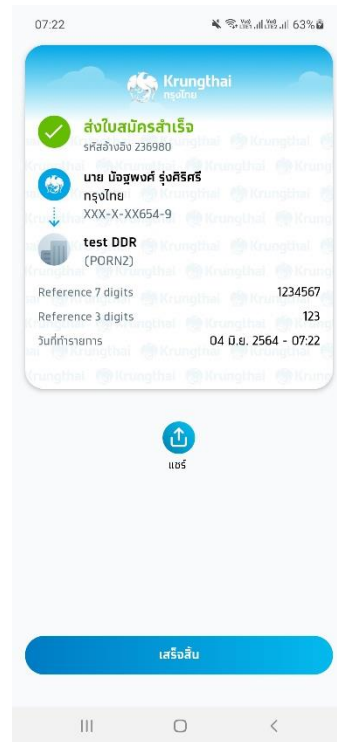 07:22
63%
Krungthai
กรุงไทย
ส่งใบสมัครสำเร็จ
รหัสอ้างอิง 236980
นาย นัจฐพงศ์ รุ่งศิริศรี
กรุงไทย
XXX-X-XX654-9
test DDR
(PORN2)
Reference 7 digits 1234567
Reference 3 digits 123
วันที่ทำรายการ 04 มิ.ย. 2564 - 07:22
แชร์
เสร็จสิ้น